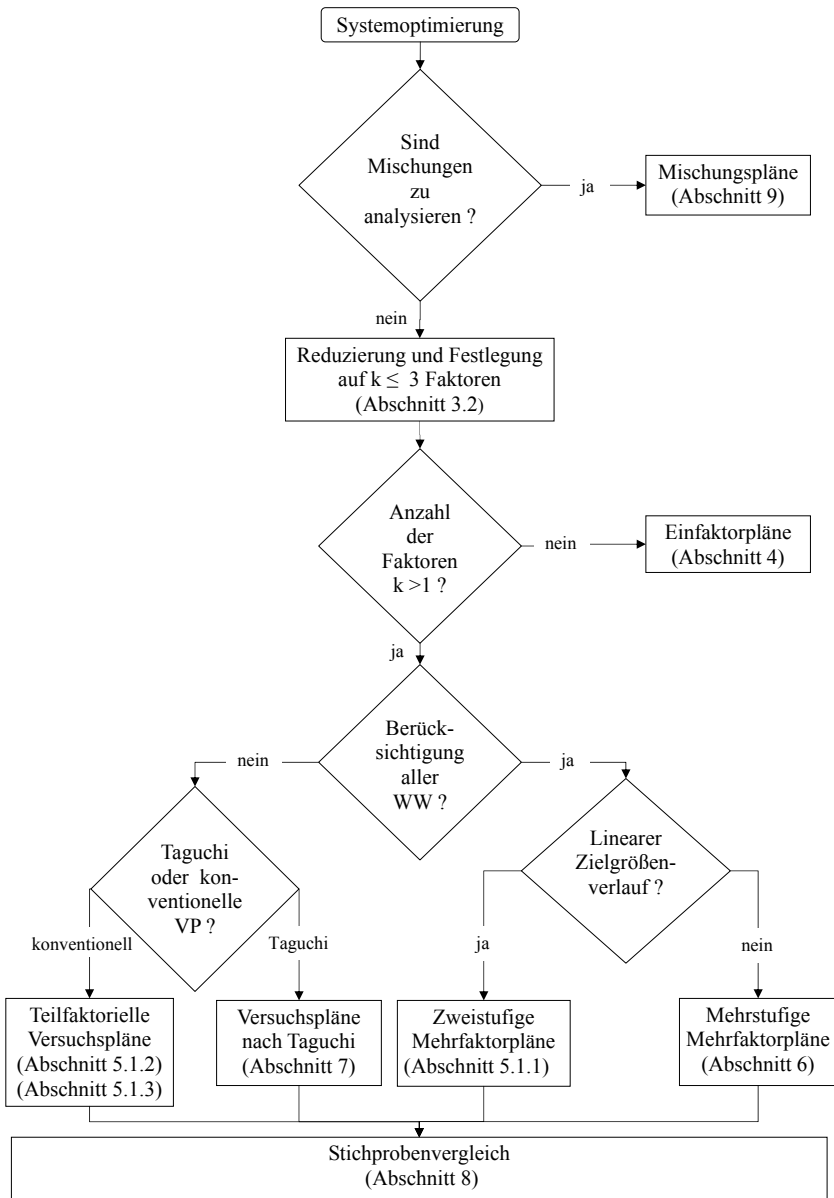 Systemoptimierung
Sind
Mischungen
zu
analysieren ?
ja
Mischungspläne
(Abschnitt 9)
nein
Reduzierung und Festlegung
auf k ≤ 3 Faktoren
(Abschnitt 3.2)
Anzahl
der
Faktoren
k >1 ?
nein
Einfaktorpläne
(Abschnitt 4)
ja
Berück-
sichtigung
aller
WW ?
nein
ja
Taguchi
oder kon-
ventionelle
VP ?
Linearer
Zielgrößen-
verlauf ?
konventionell
Taguchi
ja
nein
Teilfaktorielle
Versuchspläne
(Abschnitt 5.1.2)
(Abschnitt 5.1.3)
Versuchspläne
nach Taguchi
(Abschnitt 7)
Zweistufige
Mehrfaktorpläne
(Abschnitt 5.1.1)
Mehrstufige
Mehrfaktorpläne
(Abschnitt 6)
Stichprobenvergleich
(Abschnitt 8)